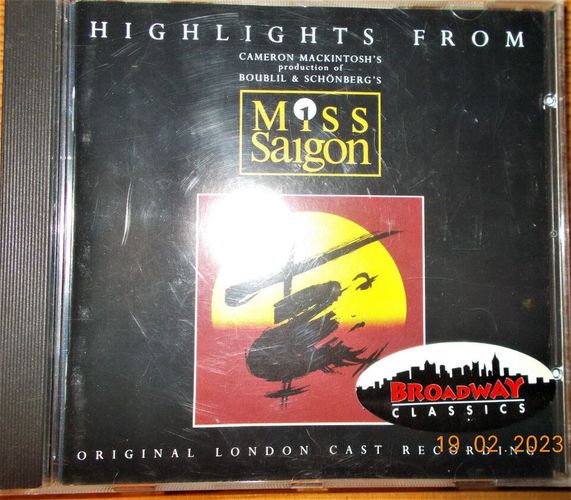 HIGHLIGHTS FROM
CAMERON MACKINTOSH'S
production of
BOUBLIL & SCHÖNBERG'S
1
MISS
Saigon
BROADWAY
CLASSICS
19.02.2023
ORIGINAL LONDON CAST RECORDING